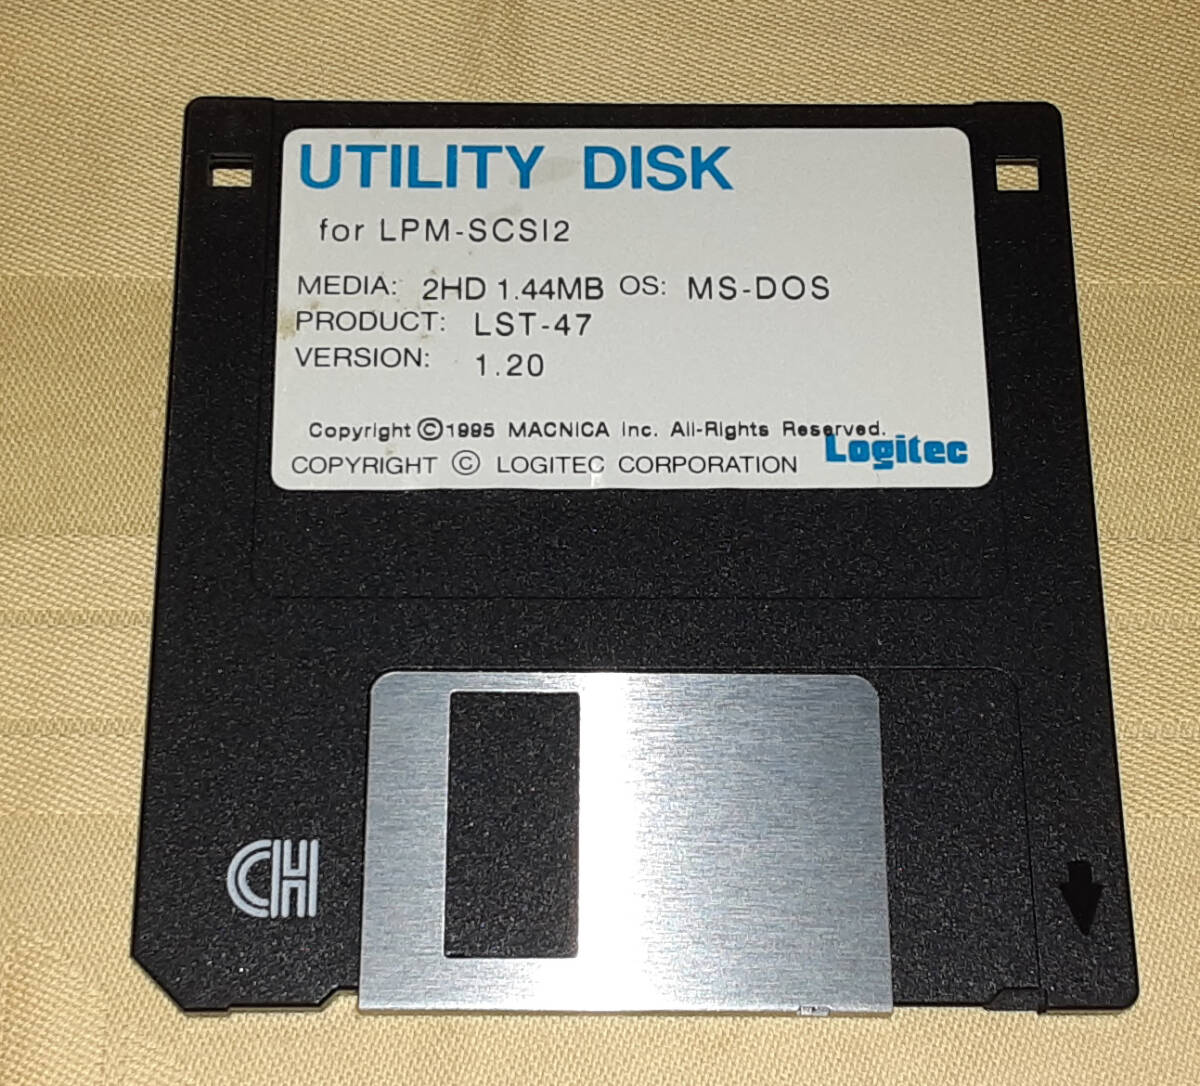 UTILITY DISK
for LPM-SCSI2
MEDIA: 2HD 1.44MB OS: MS-DOS
PRODUCT: LST-47
VERSION: 1.20
Copyright ©1995 MACNICA Inc. All-Rights Reserved.
COPYRIGHT © LOGITEC CORPORATION Logitec
CH